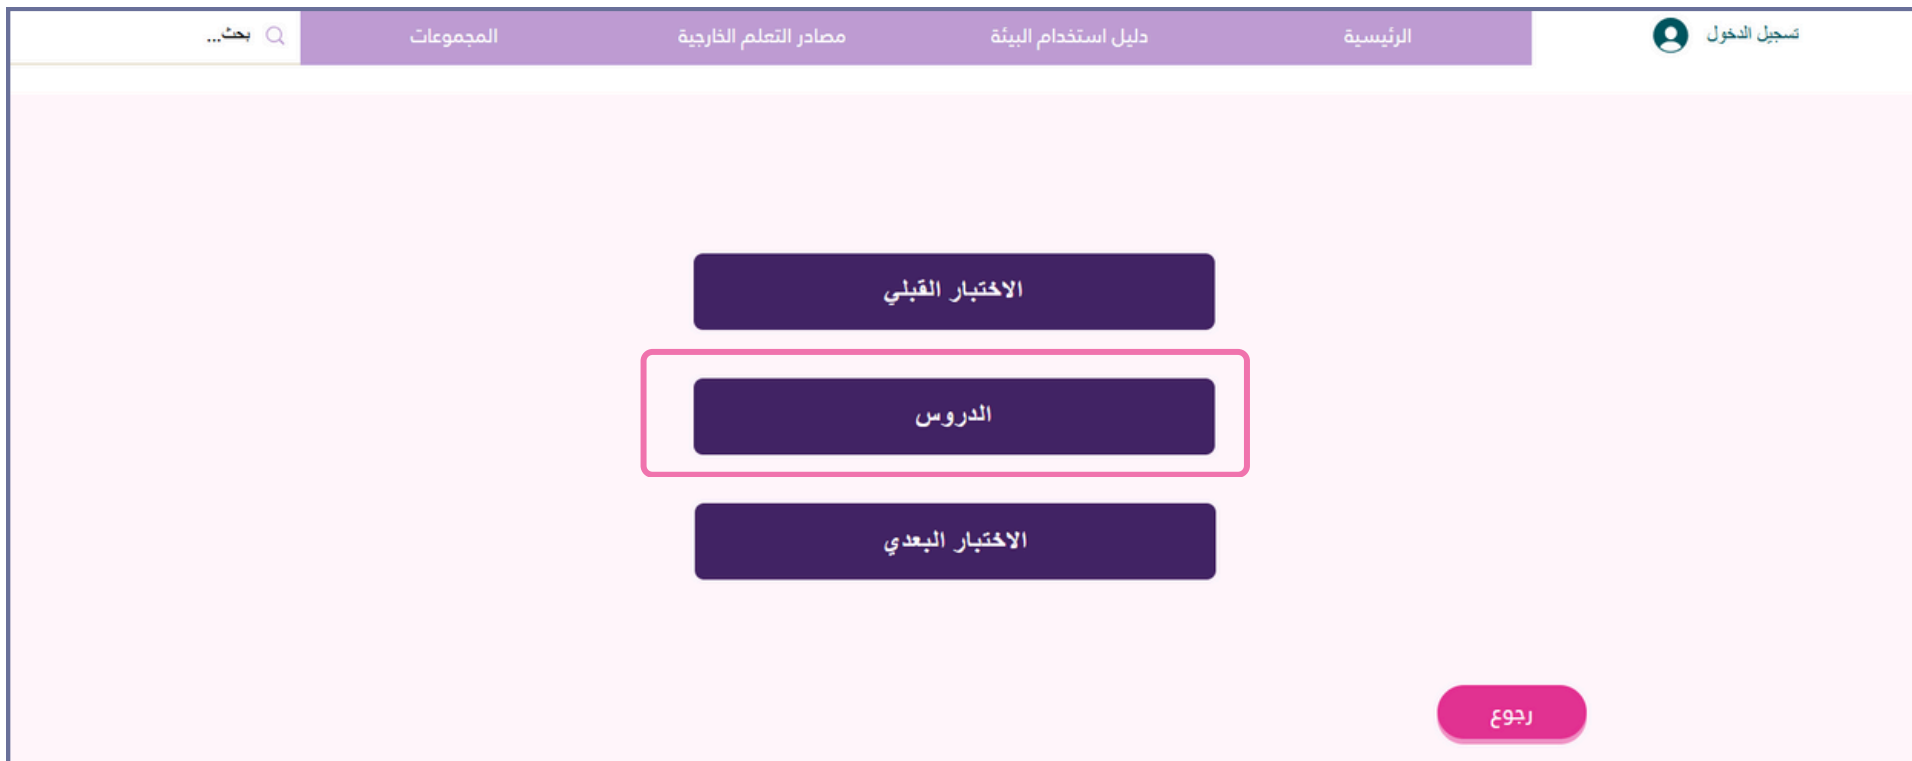 تسجيل الدخول
الرئيسية
دليل استخدام البيئة
مصادر التعلم الخارجية
المجموعات
بحث...
الاختبار القبلي
الدروس
الاختبار البعدي
رجوع